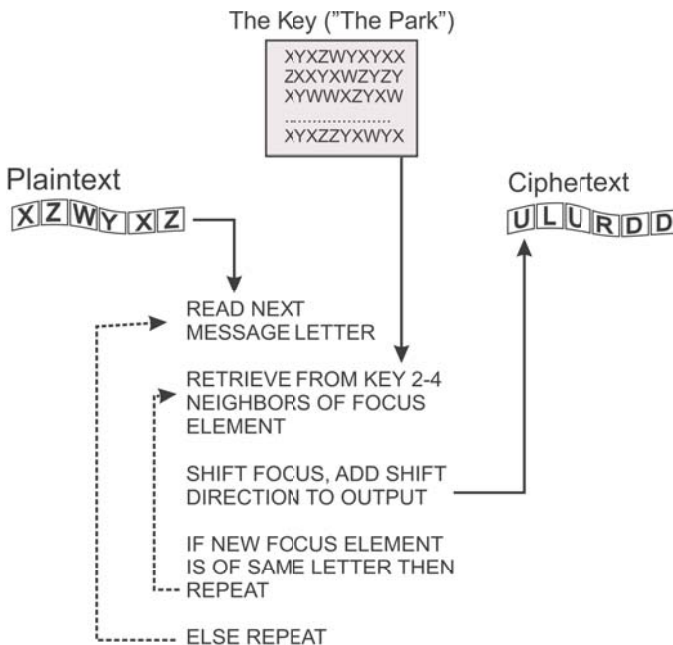 The Key ("The Park")
XYXZWYXYXX
ZXXYXWZYZY
XYWWXZYXW
.....................
XYXZZYXWYX
Plaintext
XZWYXZ
Ciphertext
ULURDD
READ NEXT
MESSAGE LETTER
RETRIEVE FROM KEY 2-4
NEIGHBORS OF FOCUS
ELEMENT
SHIFT FOCUS, ADD SHIFT
DIRECTION TO OUTPUT
IF NEW FOCUS ELEMENT
IS OF SAME LETTER THEN
REPEAT
ELSE REPEAT